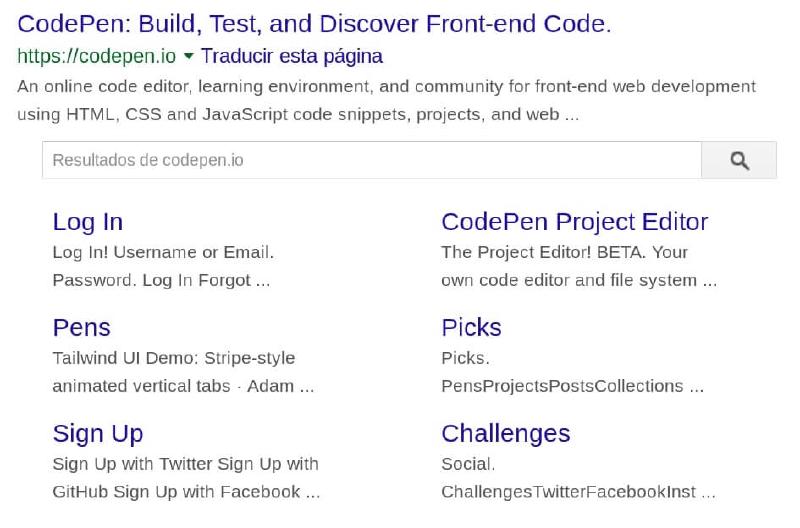 CodePen: Build, Test, and Discover Front-end Code.
https://codepen.io Traducir esta página
An online code editor, learning environment, and community for front-end web development
using HTML, CSS and JavaScript code snippets, projects, and web ...
Resultados de codepen.io
Log In
Log In! Username or Email.
Password. Log In Forgot ...
CodePen Project Editor
The Project Editor! BETA. Your
own code editor and file system ...
Pens
Tailwind UI Demo: Stripe-style
animated vertical tabs · Adam ...
Picks
Picks.
PensProjectsPostsCollections ...
Sign Up
Sign Up with Twitter Sign Up with
GitHub Sign Up with Facebook ...
Challenges
Social.
ChallengesTwitterFacebookInst ...